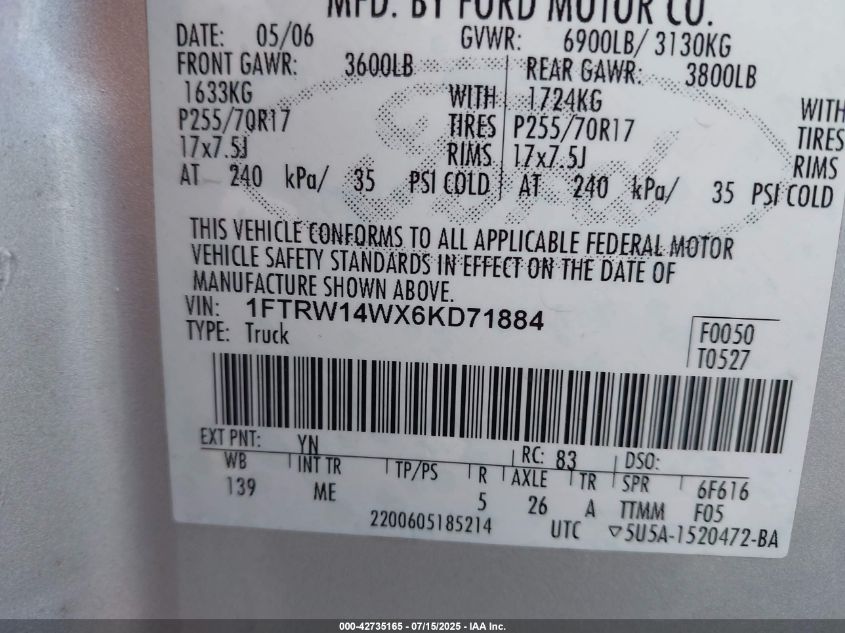 MFD. BY FORD MOTOR CO.
DATE: 05/06 GVWR: 6900LB/ 3130KG
FRONT GAWR: 3600LB REAR GAWR: 3800LB
1633KG WITH 1724KG WITH
P255/70R17 TIRES P255/70R17 TIRES
17x7.5J RIMS 17x7.5J RIMS
AT 240 kPa/ 35 PSI COLD AT 240 kPa/ 35 PSI COLD
Ford
THIS VEHICLE CONFORMS TO ALL APPLICABLE FEDERAL MOTOR
VEHICLE SAFETY STANDARDS IN EFFECT ON THE DATE OF
MANUFACTURE SHOWN ABOVE.
VIN: 1FTRW14WX6KD71884
TYPE: Truck F0050
T0527
EXT PNT: YN RC: 83 DSO:
WB INT TR TP/PS R AXLE TR SPR 6F616
139 ME 5 26 A TTMM F05
2200605185214 UTC ▽5U5A-1520472-BA
000-42735165 - 07/15/2025 - IAA Inc.